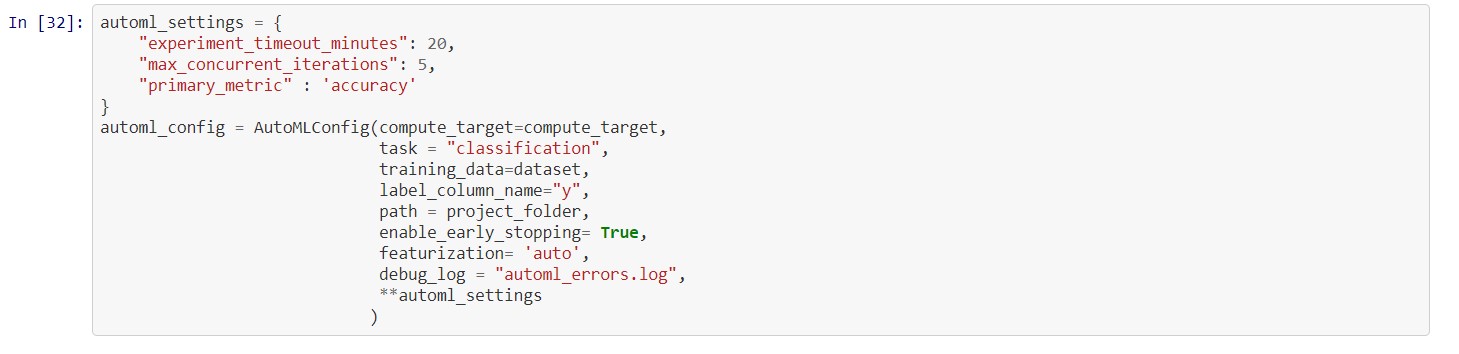 In [32]: automl_settings = {
    "experiment_timeout_minutes": 20,
    "max_concurrent_iterations": 5,
    "primary_metric" : 'accuracy'
}
automl_config = AutoMLConfig(compute_target=compute_target,
                             task = "classification",
                             training_data=dataset,
                             label_column_name="y",
                             path = project_folder,
                             enable_early_stopping= True,
                             featurization= 'auto',
                             debug_log = "automl_errors.log",
                             **automl_settings
                            )